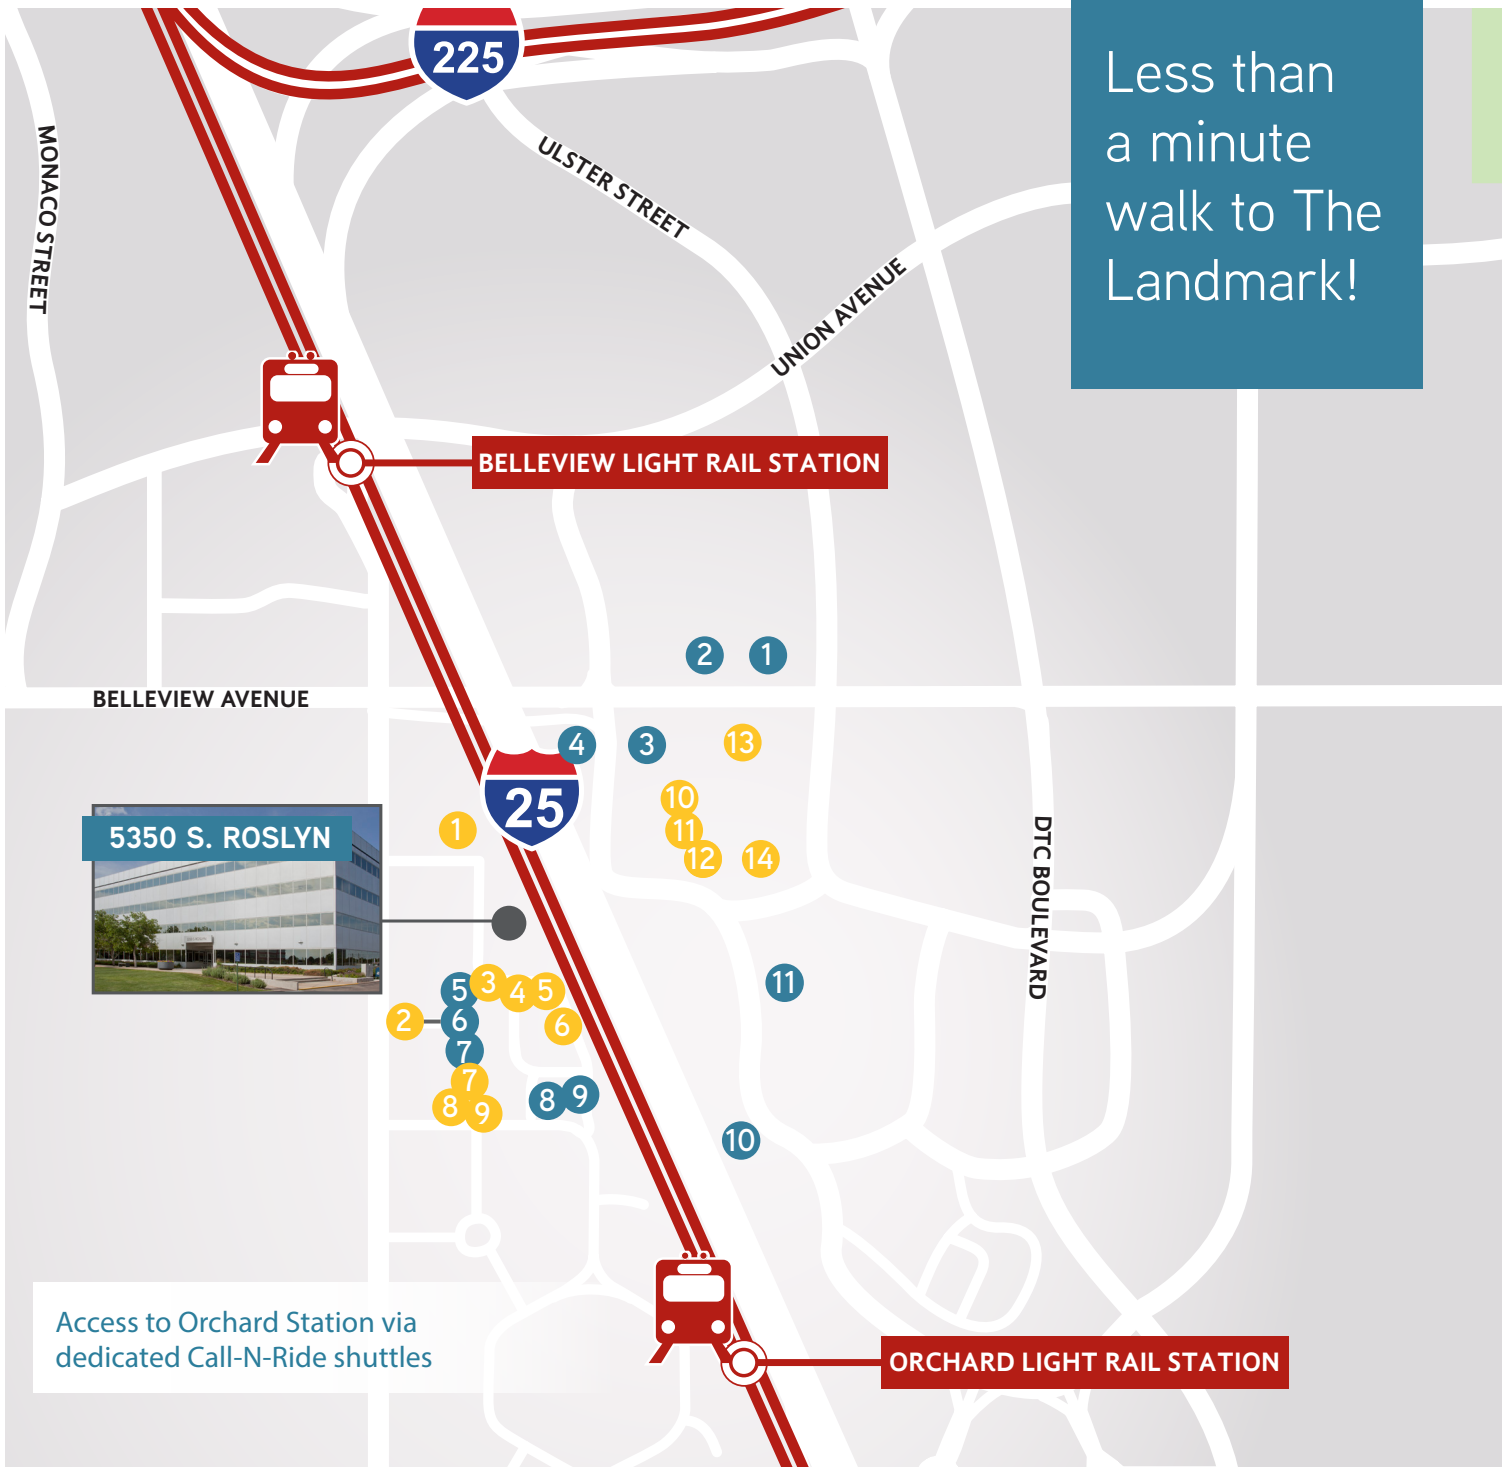 225
Less than
a minute
walk to The
Landmark!
MONACO STREET
ULSTER STREET
UNION AVENUE
BELLEVIEW LIGHT RAIL STATION
2
1
BELLEVIEW AVENUE
4
3
13
25
10
11
12
14
1
5350 S. ROSLYN
DTC BOULEVARD
5
3
4
5
11
2
6
6
7
7
8
9
8
9
10
Access to Orchard Station via
dedicated Call-N-Ride shuttles
ORCHARD LIGHT RAIL STATION